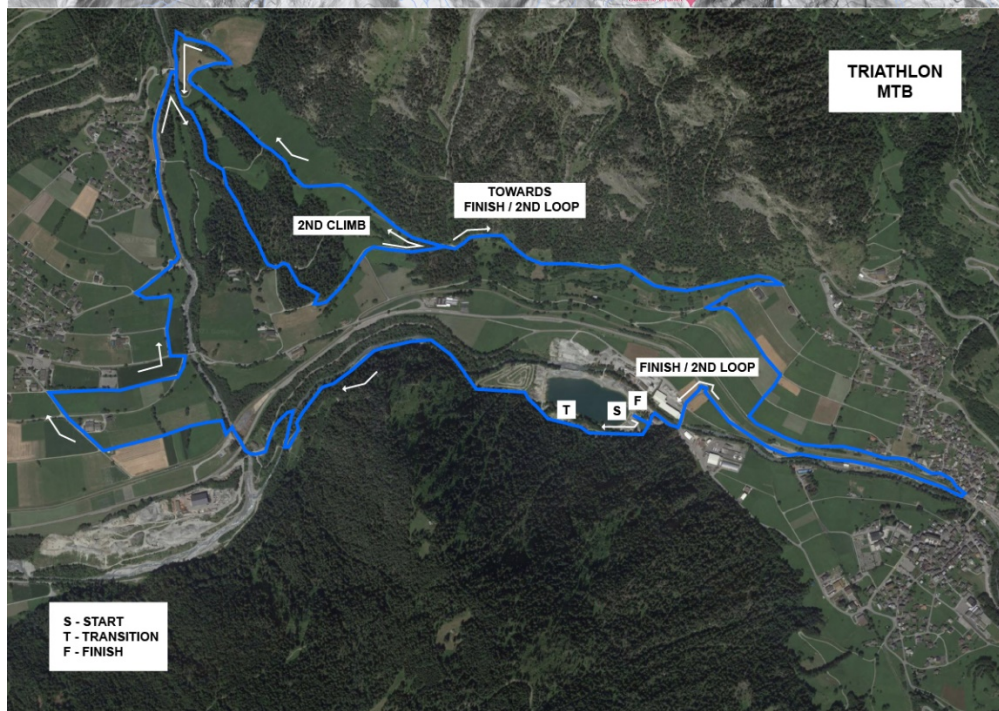 TRIATHLON
MTB
TOWARDS
FINISH / 2ND LOOP
2ND CLIMB
FINISH / 2ND LOOP
T
S
F
S - START
T - TRANSITION
F - FINISH